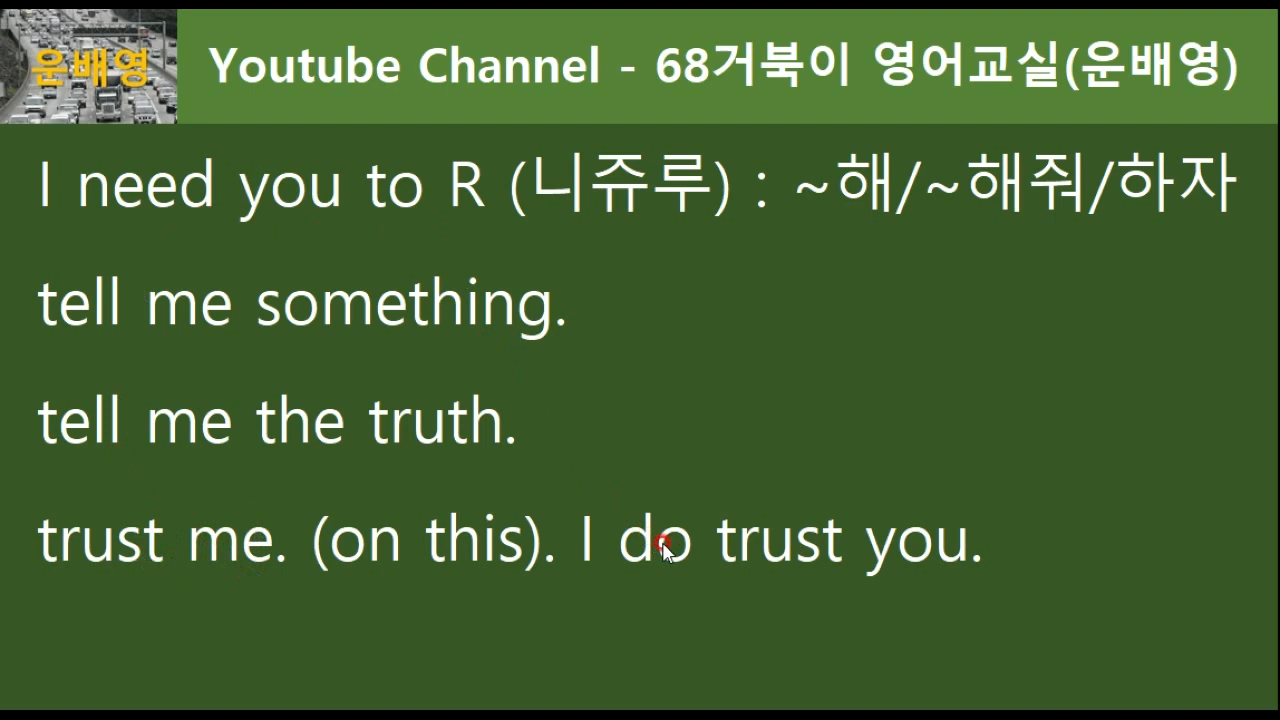 운배영
Youtube Channel - 68거북이 영어교실(운배영)
I need you to R (니쥬루) : ~해/~해줘/하자
tell me something.
tell me the truth.
trust me. (on this). I do trust you.